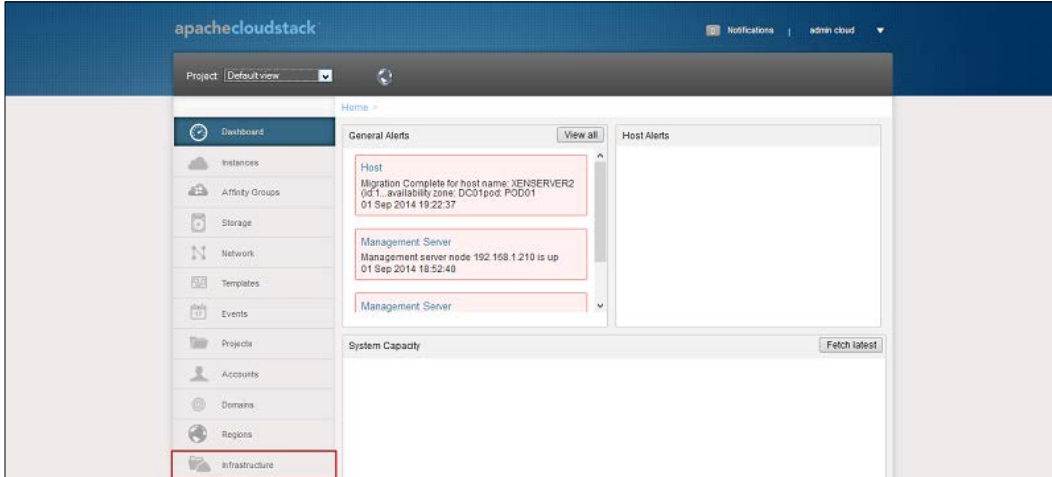 apachecloudstack
Notifications | admin cloud
Project: Default view
Home >
Dashboard
Instances
Affinity Groups
Storage
Network
Templates
Events
Projects
Accounts
Domains
Regions
Infrastructure
General Alerts View all
Host
Migration Complete for host name: XENSERVER2
(id:1...availability zone: DC01pod: POD01
01 Sep 2014 19:22:37
Management Server
Management server node 192.168.1.210 is up
01 Sep 2014 18:52:40
Management Server
Host Alerts
System Capacity Fetch latest